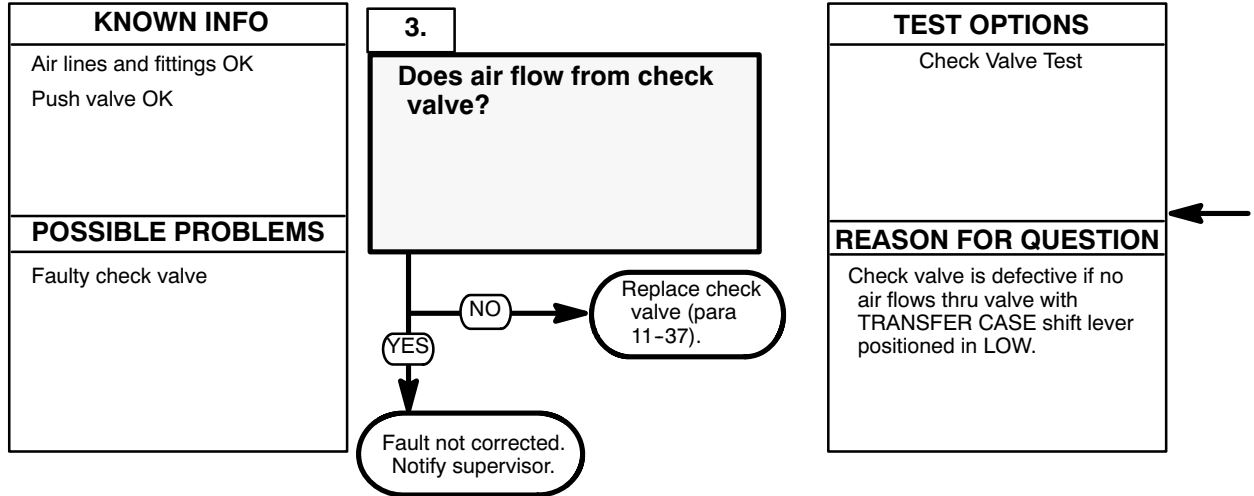 KNOWN INFO
Air lines and fittings OK
Push valve OK
POSSIBLE PROBLEMS
Faulty check valve
3.
Does air flow from check
valve?
NO
Replace check
valve (para
11-37).
YES
Fault not corrected.
Notify supervisor.
TEST OPTIONS
Check Valve Test
REASON FOR QUESTION
Check valve is defective if no
air flows thru valve with
TRANSFER CASE shift lever
positioned in LOW.